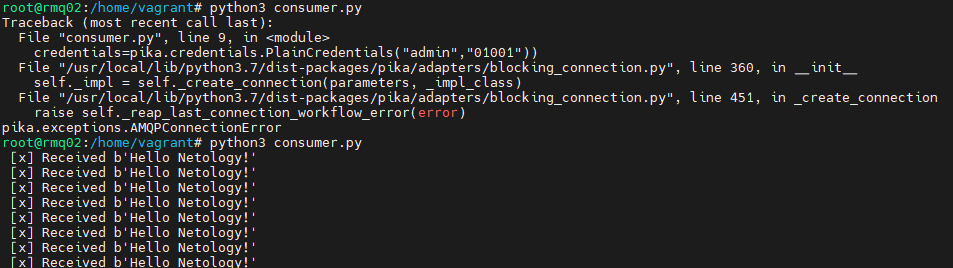 root@rmq02:/home/vagrant# python3 consumer.py
Traceback (most recent call last):
  File "consumer.py", line 9, in <module>
    credentials=pika.credentials.PlainCredentials("admin","01001"))
  File "/usr/local/lib/python3.7/dist-packages/pika/adapters/blocking_connection.py", line 360, in __init__
    self._impl = self._create_connection(parameters, _impl_class)
  File "/usr/local/lib/python3.7/dist-packages/pika/adapters/blocking_connection.py", line 451, in _create_connection
    raise self._reap_last_connection_workflow_error(error)
pika.exceptions.AMQPConnectionError
root@rmq02:/home/vagrant# python3 consumer.py
 [x] Received b'Hello Netology!'
 [x] Received b'Hello Netology!'
 [x] Received b'Hello Netology!'
 [x] Received b'Hello Netology!'
 [x] Received b'Hello Netology!'
 [x] Received b'Hello Netology!'
 [x] Received b'Hello Netology!'
 [x] Received b'Hello Netology!'